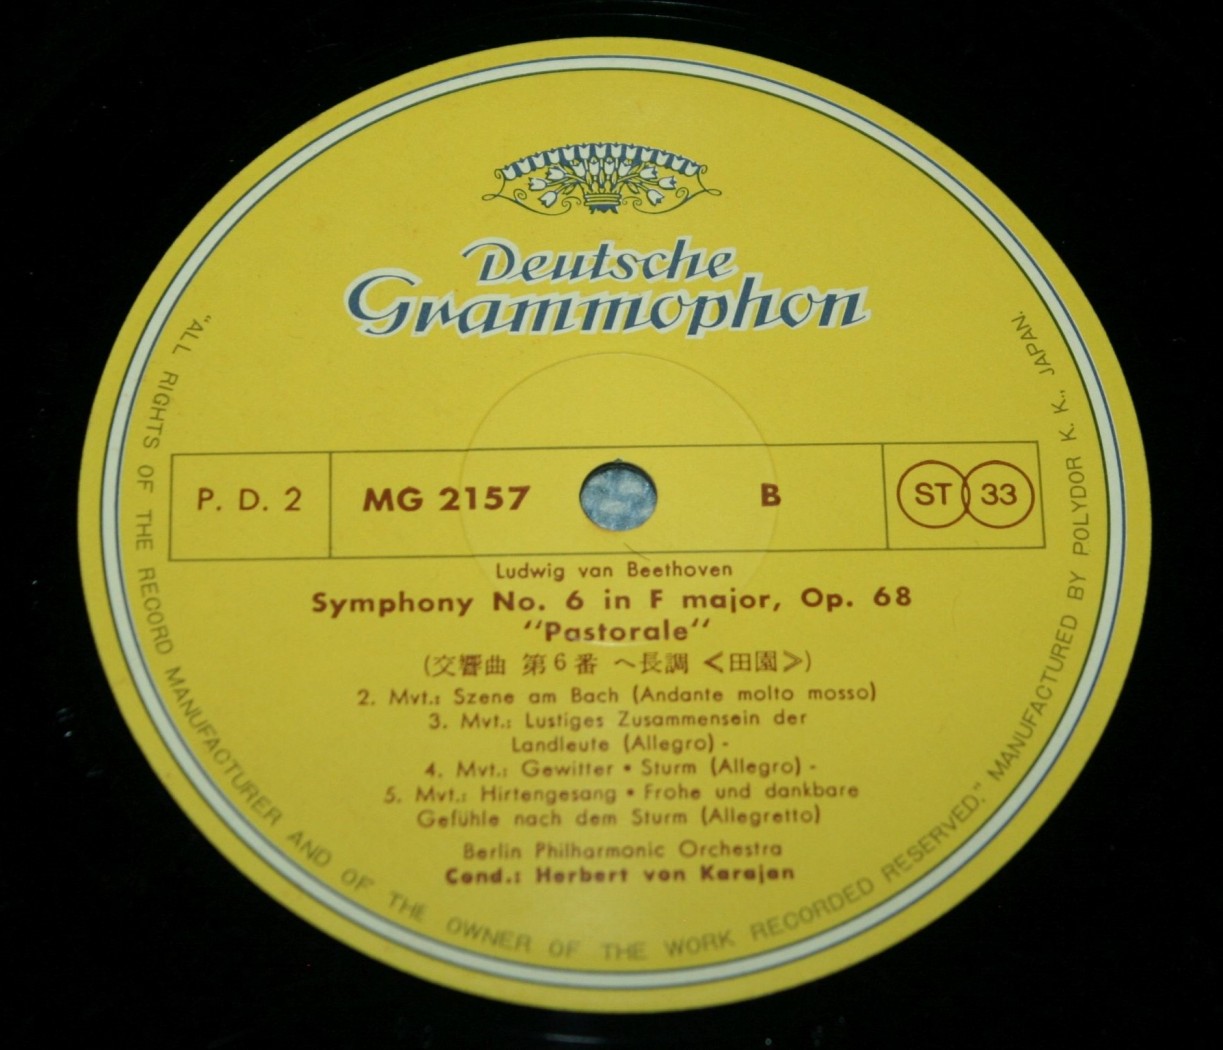 Deutsche
Grammophon
P. D. 2
MG 2157
B
ST 33
Ludwig van Beethoven
Symphony No. 6 in F major, Op. 68
“Pastorale“
(交響曲 第6番 ヘ長調 ≪田園≫)
2. Mvt.: Szene am Bach (Andante molto mosso)
3. Mvt.: Lustiges Zusammensein der
Landleute (Allegro) -
4. Mvt.: Gewitter • Sturm (Allegro) -
5. Mvt.: Hirtengesang • Frohe und dankbare
Gefühle nach dem Sturm (Allegretto)
Berlin Philharmonic Orchestra
Cond.: Herbert von Karajan
“ALL RIGHTS OF THE RECORD MANUFACTURER AND OF THE OWNER OF THE WORK RECORDED RESERVED.” MANUFACTURED BY POLYDOR K. K., JAPAN.